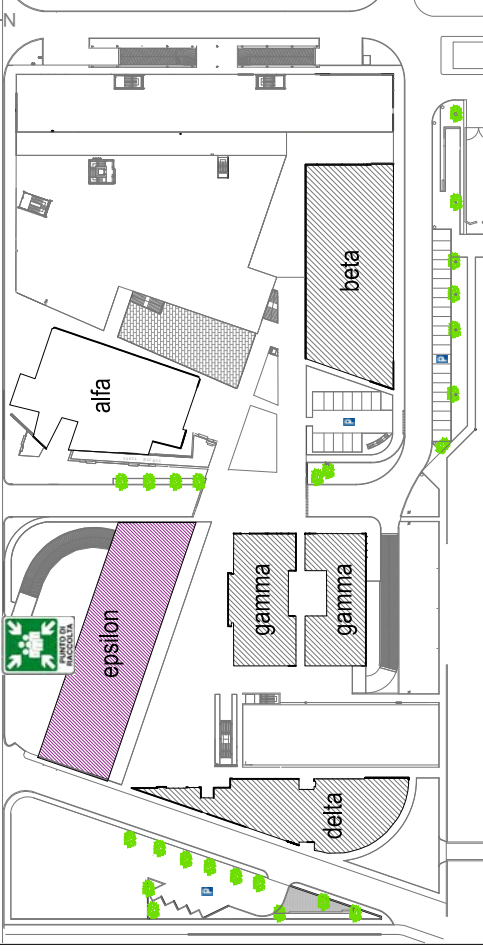 N
beta
alfa
P
P
epsilon
gamma
gamma
PUNTO DI
RACCOLTA
delta
P